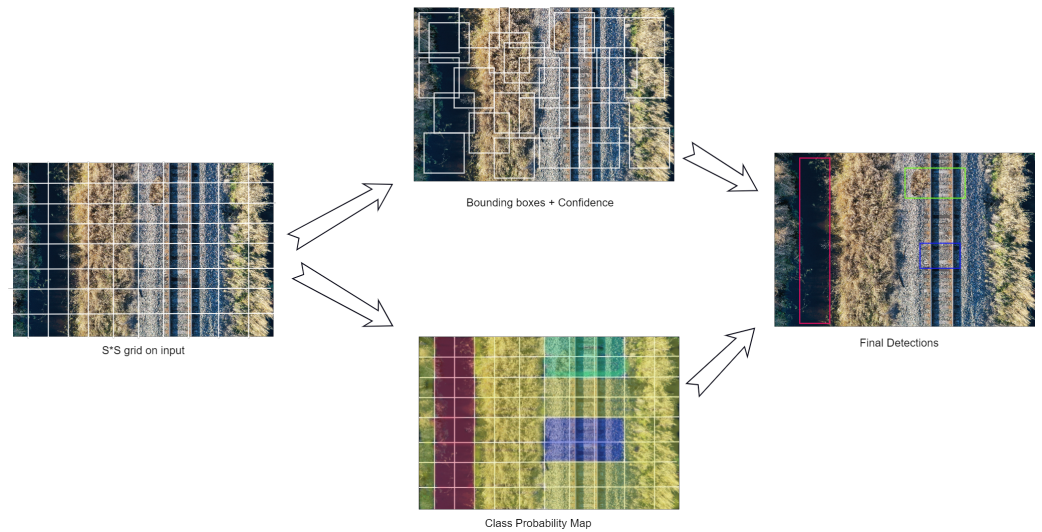 Bounding boxes + Confidence
S*S grid on input
Final Detections
Class Probability Map